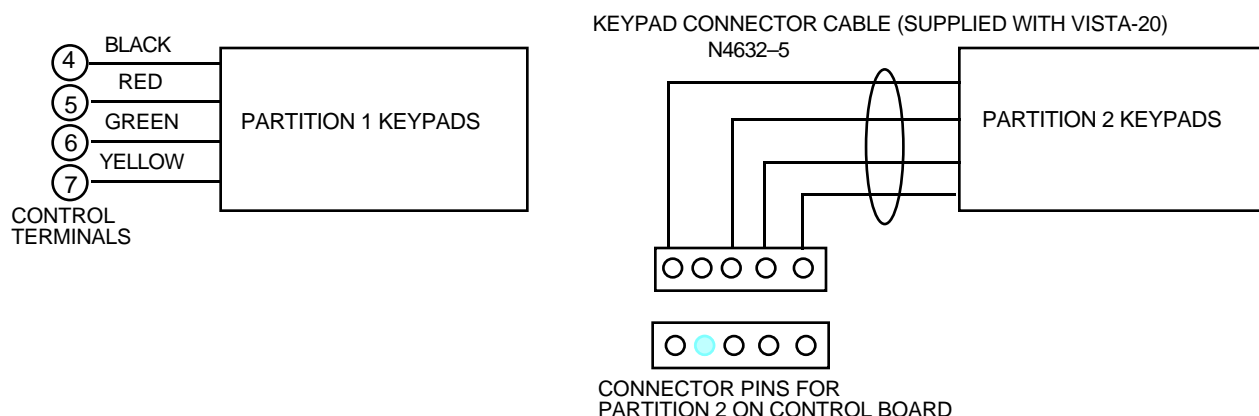 KEYPAD CONNECTOR CABLE (SUPPLIED WITH VISTA-20)
N4632–5
4
BLACK
5
RED
6
GREEN
7
YELLOW
PARTITION 1 KEYPADS
CONTROL
TERMINALS
PARTITION 2 KEYPADS
CONNECTOR PINS FOR
PARTITION 2 ON CONTROL BOARD